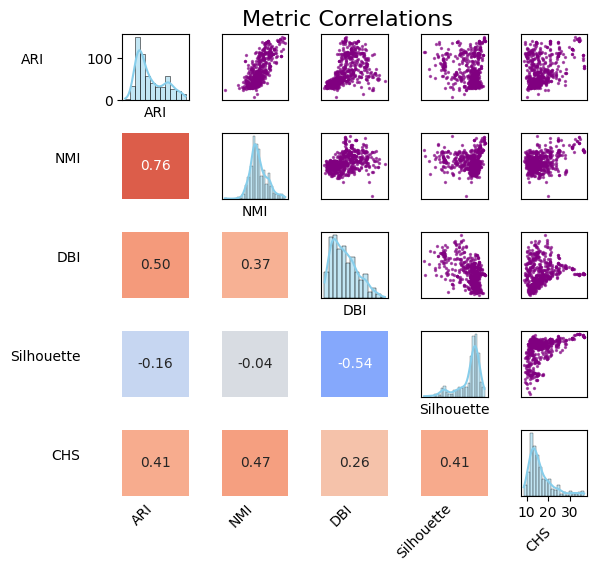 Metric Correlations
ARI
100
0
ARI
NMI
0.76
NMI
DBI
0.50 0.37
DBI
Silhouette
-0.16 -0.04 -0.54
Silhouette
CHS
0.41 0.47 0.26 0.41
10 20 30
ARI NMI DBI Silhouette CHS